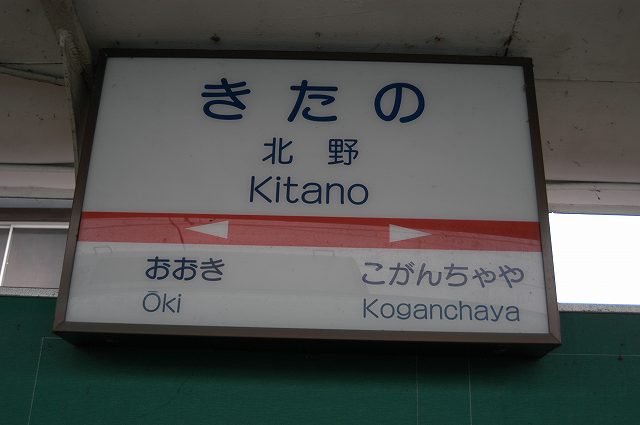 きたの
北野
Kitano
おおき こがんちゃや
Ōki Koganchaya